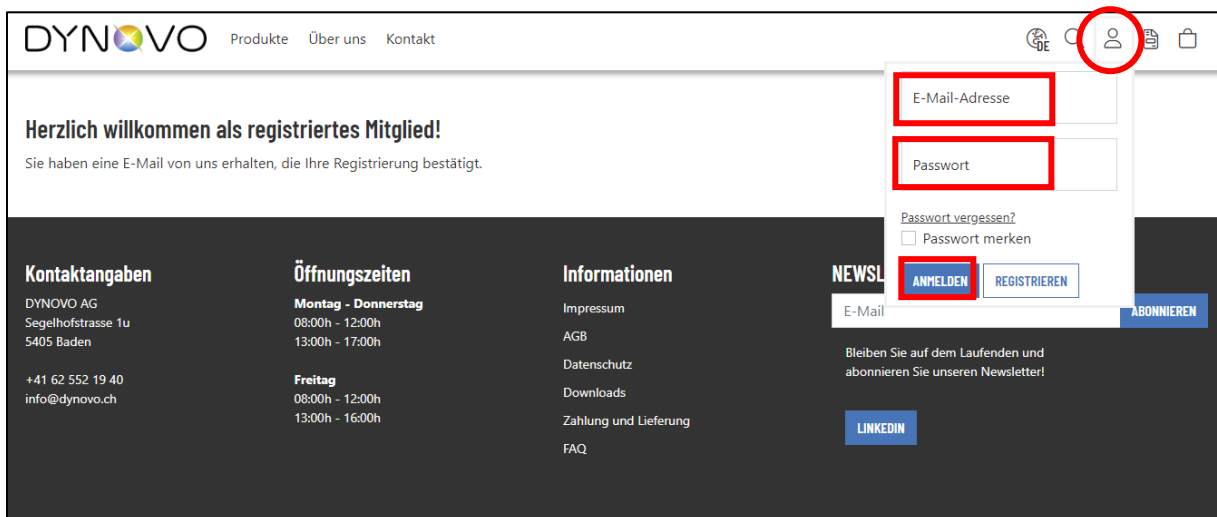 DYNOVO Produkte Über uns Kontakt DE
E-Mail-Adresse
Passwort
Passwort vergessen?
Passwort merken
ANMELDEN REGISTRIEREN
Herzlich willkommen als registriertes Mitglied!
Sie haben eine E-Mail von uns erhalten, die Ihre Registrierung bestätigt.
Kontaktangaben
DYNOVO AG
Segelhofstrasse 1u
5405 Baden
+41 62 552 19 40
info@dynovo.ch
Öffnungszeiten
Montag - Donnerstag
08:00h - 12:00h
13:00h - 17:00h
Freitag
08:00h - 12:00h
13:00h - 16:00h
Informationen
Impressum
AGB
Datenschutz
Downloads
Zahlung und Lieferung
FAQ
NEWSL
E-Mail ABONNIEREN
Bleiben Sie auf dem Laufenden und
abonnieren Sie unseren Newsletter!
LINKEDIN